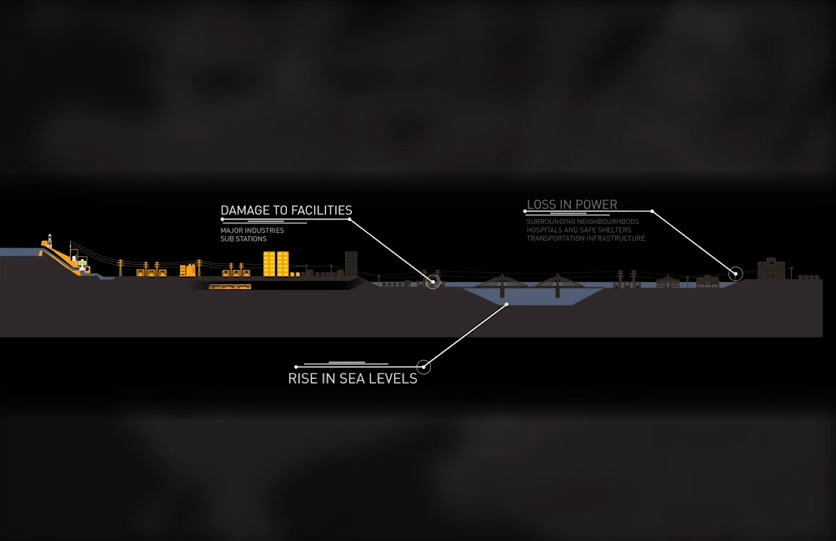 DAMAGE TO FACILITIES
MAJOR INDUSTRIES
SUB STATIONS
LOSS IN POWER
SURROUNDING NEIGHBOURHOODS
HOSPITALS AND SAFE SHELTERS
TRANSPORTATION INFRASTRUCTURE
RISE IN SEA LEVELS